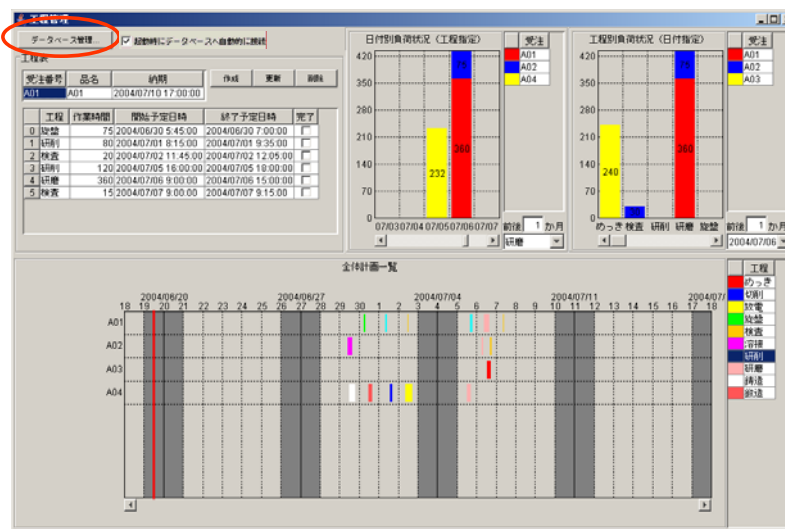 工程管理
データベース管理...
起動時にデータベースへ自動的に接続
工程表
受注番号 品名 納期
A01 A01 2004/07/10 17:00:00
作成 更新 削除
工程 作業時間 開始予定日時 終了予定日時 完了
0 旋盤 75 2004/06/30 5:45:00 2004/06/30 7:00:00
1 研削 80 2004/07/01 8:15:00 2004/07/01 9:35:00
2 検査 20 2004/07/02 11:45:00 2004/07/02 12:05:00
3 研削 120 2004/07/05 16:00:00 2004/07/05 18:00:00
4 研磨 360 2004/07/06 9:00:00 2004/07/06 15:00:00
5 検査 15 2004/07/07 9:00:00 2004/07/07 9:15:00
日付別負荷状況（工程指定）
420
350
280
210
140
70
0
75
360
232
07/03 07/04 07/05 07/06 07/07
受注
A01
A02
A04
前後 1 か月
研磨
工程別負荷状況（日付指定）
420
350
280
210
140
70
0
75
360
240
30
めっき 検査 研削 研磨 旋盤
受注
A01
A02
A03
前後 1 か月
2004/07/06
全体計画一覧
2004/06/20 2004/06/27 2004/07/04 2004/07/11 2004/07/
18 19 20 21 22 23 24 25 26 27 28 29 30 1 2 3 4 5 6 7 8 9 10 11 12 13 14 15 16 17 18
A01
A02
A03
A04
工程
めっき
切削
放電
旋盤
検査
溶接
研削
研磨
鋳造
鍛造